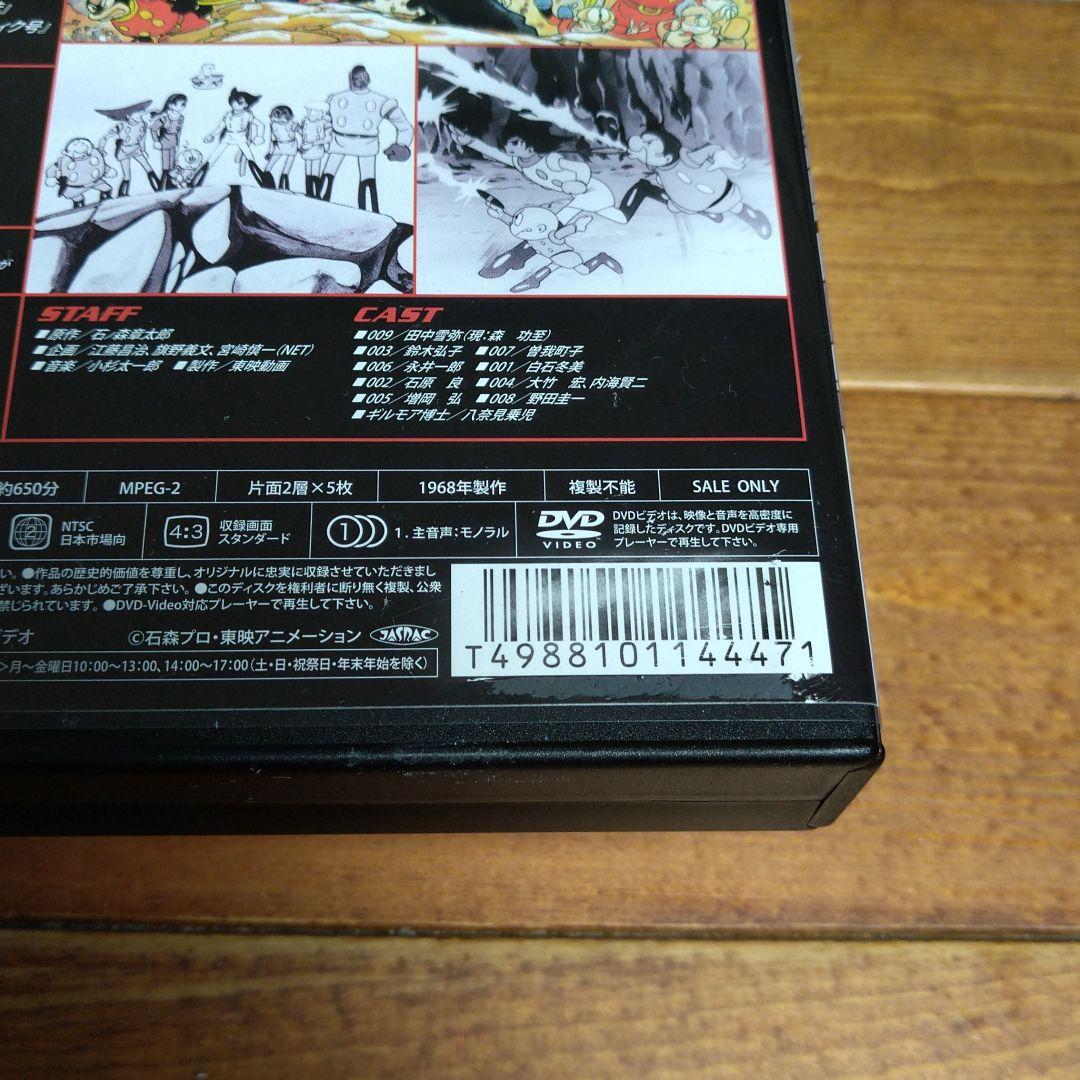 イク号』
が
STAFF
■原作/石ノ森章太郎
■企画/江藤昌治、旗野義文、宮崎慎一(NET)
■音楽/小杉太一郎 ■製作/東映動画
CAST
■009/田中雪弥(現:森 功至)
■003/鈴木弘子 ■007/曽我町子
■006/永井一郎 ■001/白石冬美
■002/石原 良 ■004/大竹 宏、内海賢二
■005/増岡 弘 ■008/野田圭一
■ギルモア博士/八奈見乗児
約650分 MPEG-2 片面2層×5枚 1968年製作 複製不能 SALE ONLY
2 NTSC
日本市場向
4:3 収録画面
スタンダード
1 1. 主音声:モノラル
DVD
VIDEO
DVDビデオは、映像と音声を高密度に
記録したディスクです。DVDビデオ専用
プレーヤーで再生して下さい。
い。●作品の歴史的価値を尊重し、オリジナルに忠実に収録させていただきまし
ざいます。あらかじめご了承下さい。●このディスクを権利者に断り無く複製、公衆
禁じられています。●DVD-Video対応プレーヤーで再生して下さい。
ビデオ ©石森プロ・東映アニメーション JASRAC
>月～金曜日10:00～13:00、14:00～17:00(土・日・祝祭日・年末年始を除く)
T4988101144471